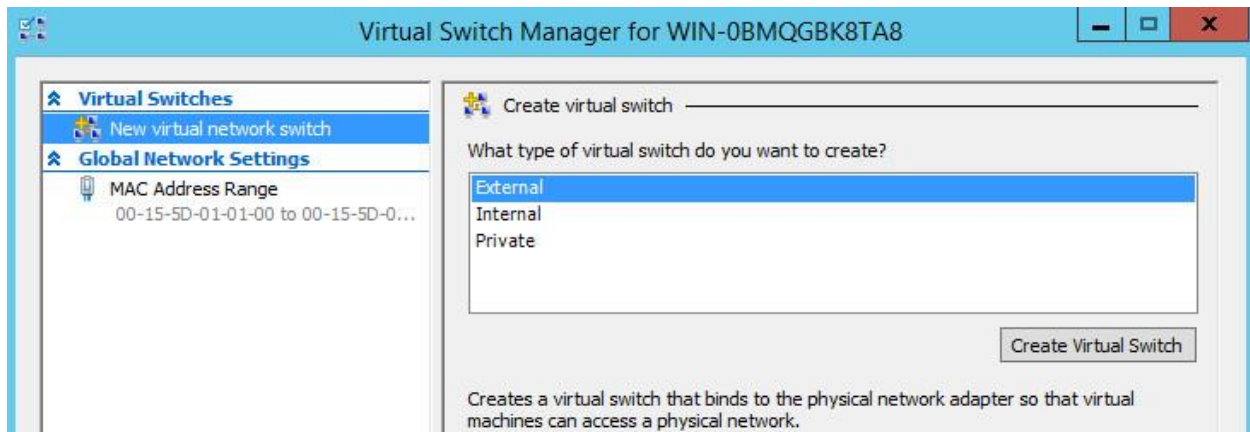 Virtual Switch Manager for WIN-0BMQGBK8TA8
Virtual Switches
New virtual network switch
Global Network Settings
MAC Address Range
00-15-5D-01-01-00 to 00-15-5D-0...
Create virtual switch
What type of virtual switch do you want to create?
External
Internal
Private
Create Virtual Switch
Creates a virtual switch that binds to the physical network adapter so that virtual
machines can access a physical network.